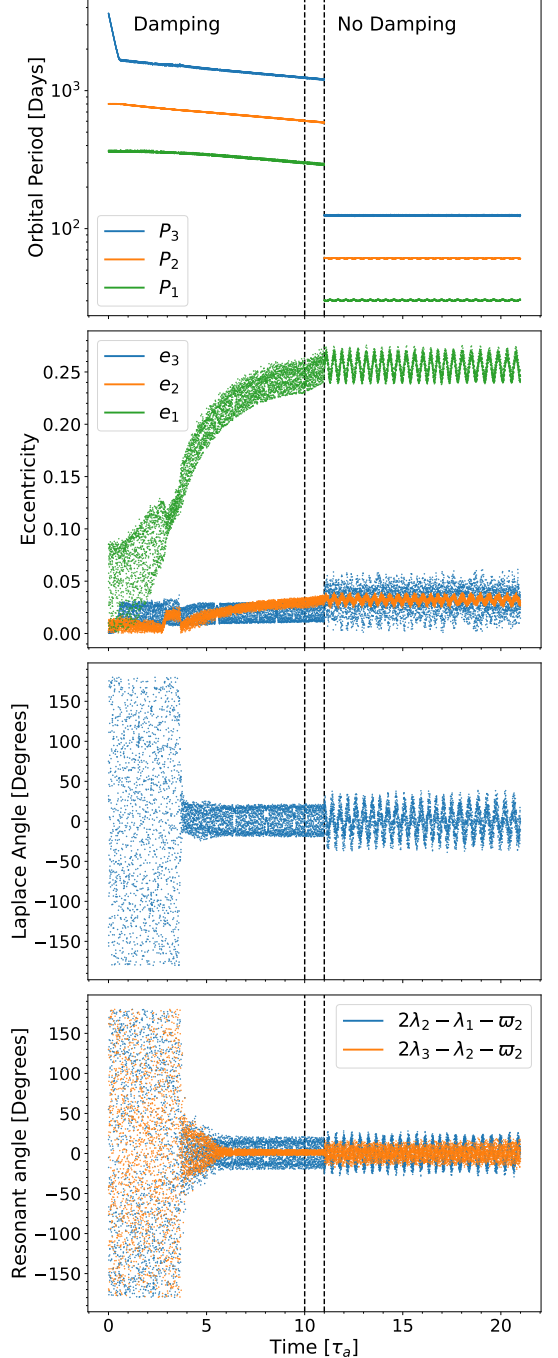 Damping No Damping
Orbital Period [Days]
10³
10²
P₃
P₂
P₁
Eccentricity
0.25
0.20
0.15
0.10
0.05
0.00
e₃
e₂
e₁
Laplace Angle [Degrees]
150
100
50
0
−50
−100
−150
Resonant angle [Degrees]
150
100
50
0
−50
−100
−150
2λ₂ − λ₁ − ϖ₂
2λ₃ − λ₂ − ϖ₂
0 5 10 15 20
Time [τₐ]